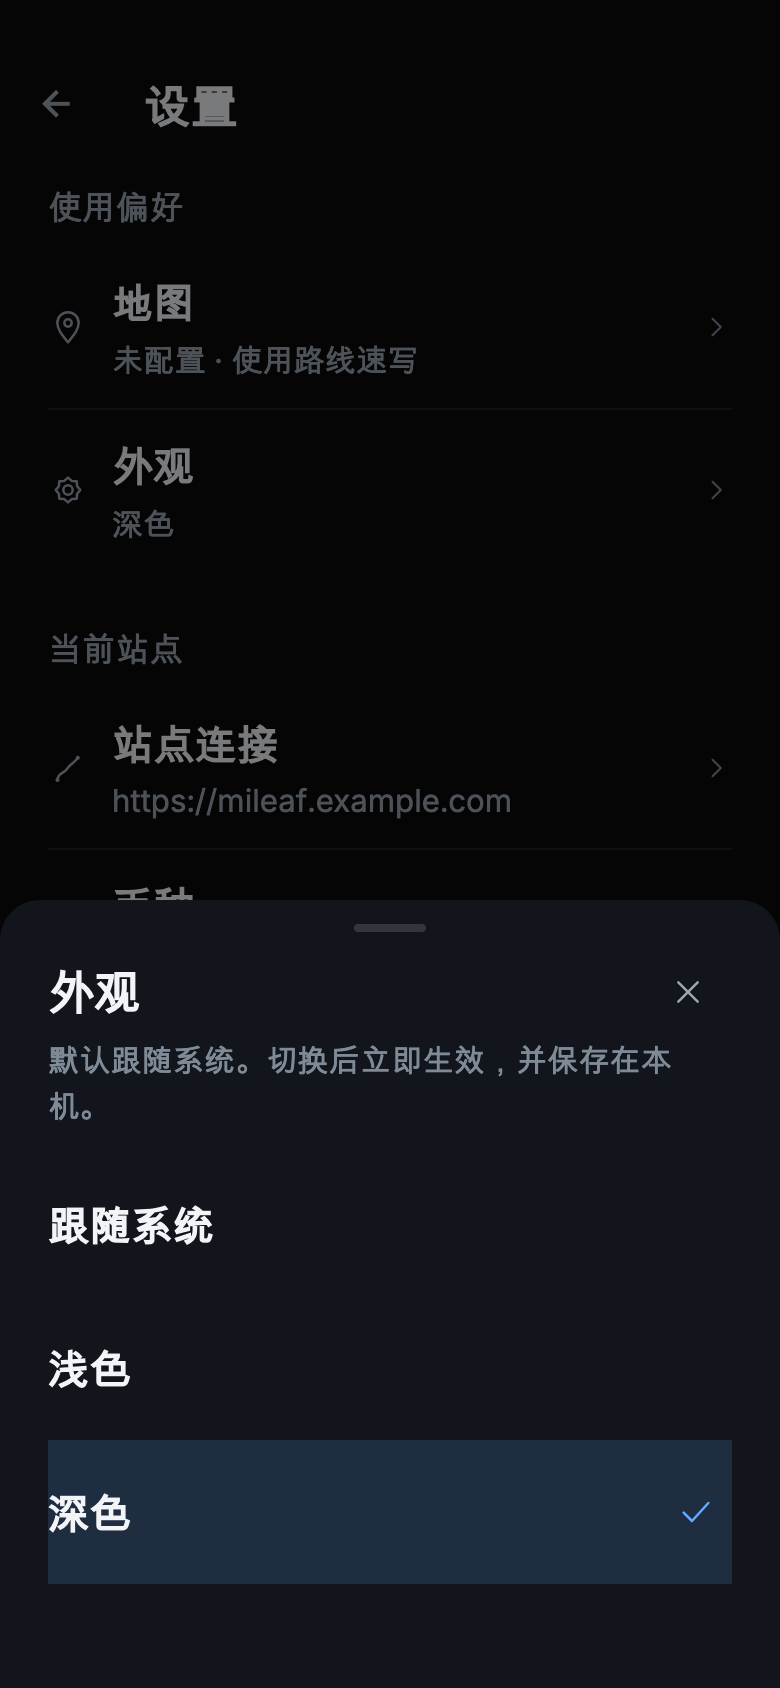 设置
使用偏好
地图
未配置 · 使用路线速写
外观
深色
当前站点
站点连接
https://mileaf.example.com
外观
默认跟随系统。切换后立即生效，并保存在本
机。
跟随系统
浅色
深色